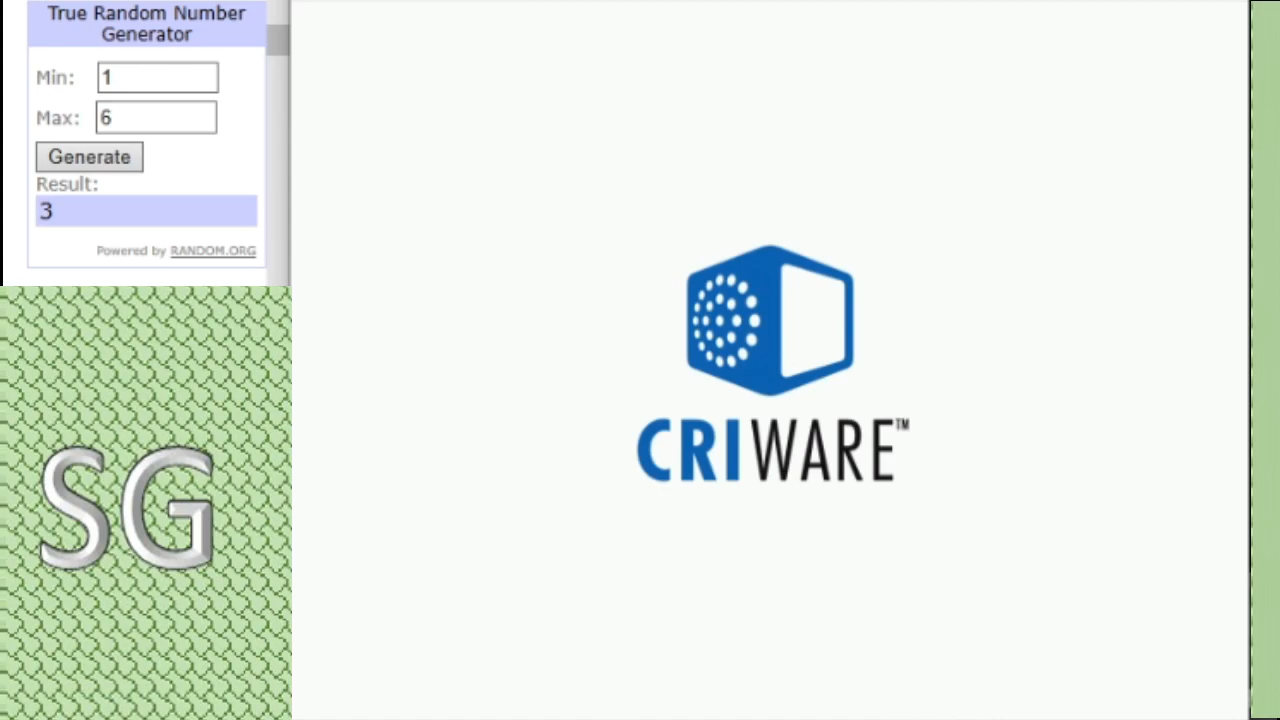 True Random Number
Generator
Min: 1
Max: 6
Generate
Result:
3
Powered by RANDOM.ORG
SG
CRIWARE™